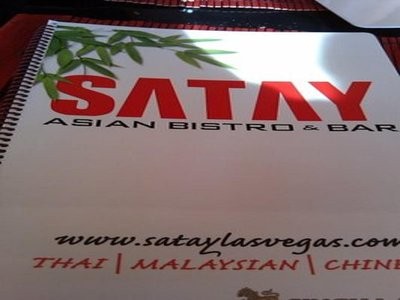 SATAY
ASIAN BISTRO & BAR
www.sataylasvegas.com
THAI | MALAYSIAN | CHINE